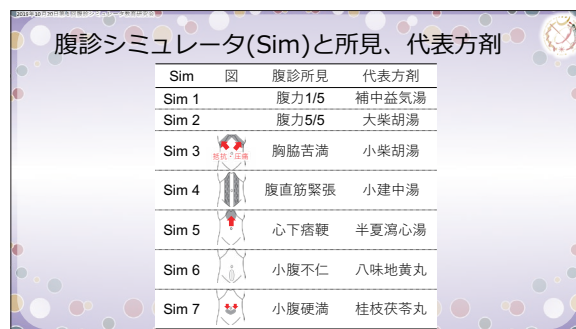 腹診シミュレータ(Sim)と所見、代表方剤
Sim 図 腹診所見 代表方剤
Sim 1 腹力1/5 補中益気湯
Sim 2 腹力5/5 大柴胡湯
Sim 3 抵抗・圧痛 胸脇苦満 小柴胡湯
Sim 4 腹直筋緊張 小建中湯
Sim 5 心下痞鞕 半夏瀉心湯
Sim 6 小腹不仁 八味地黄丸
Sim 7 小腹硬満 桂枝茯苓丸